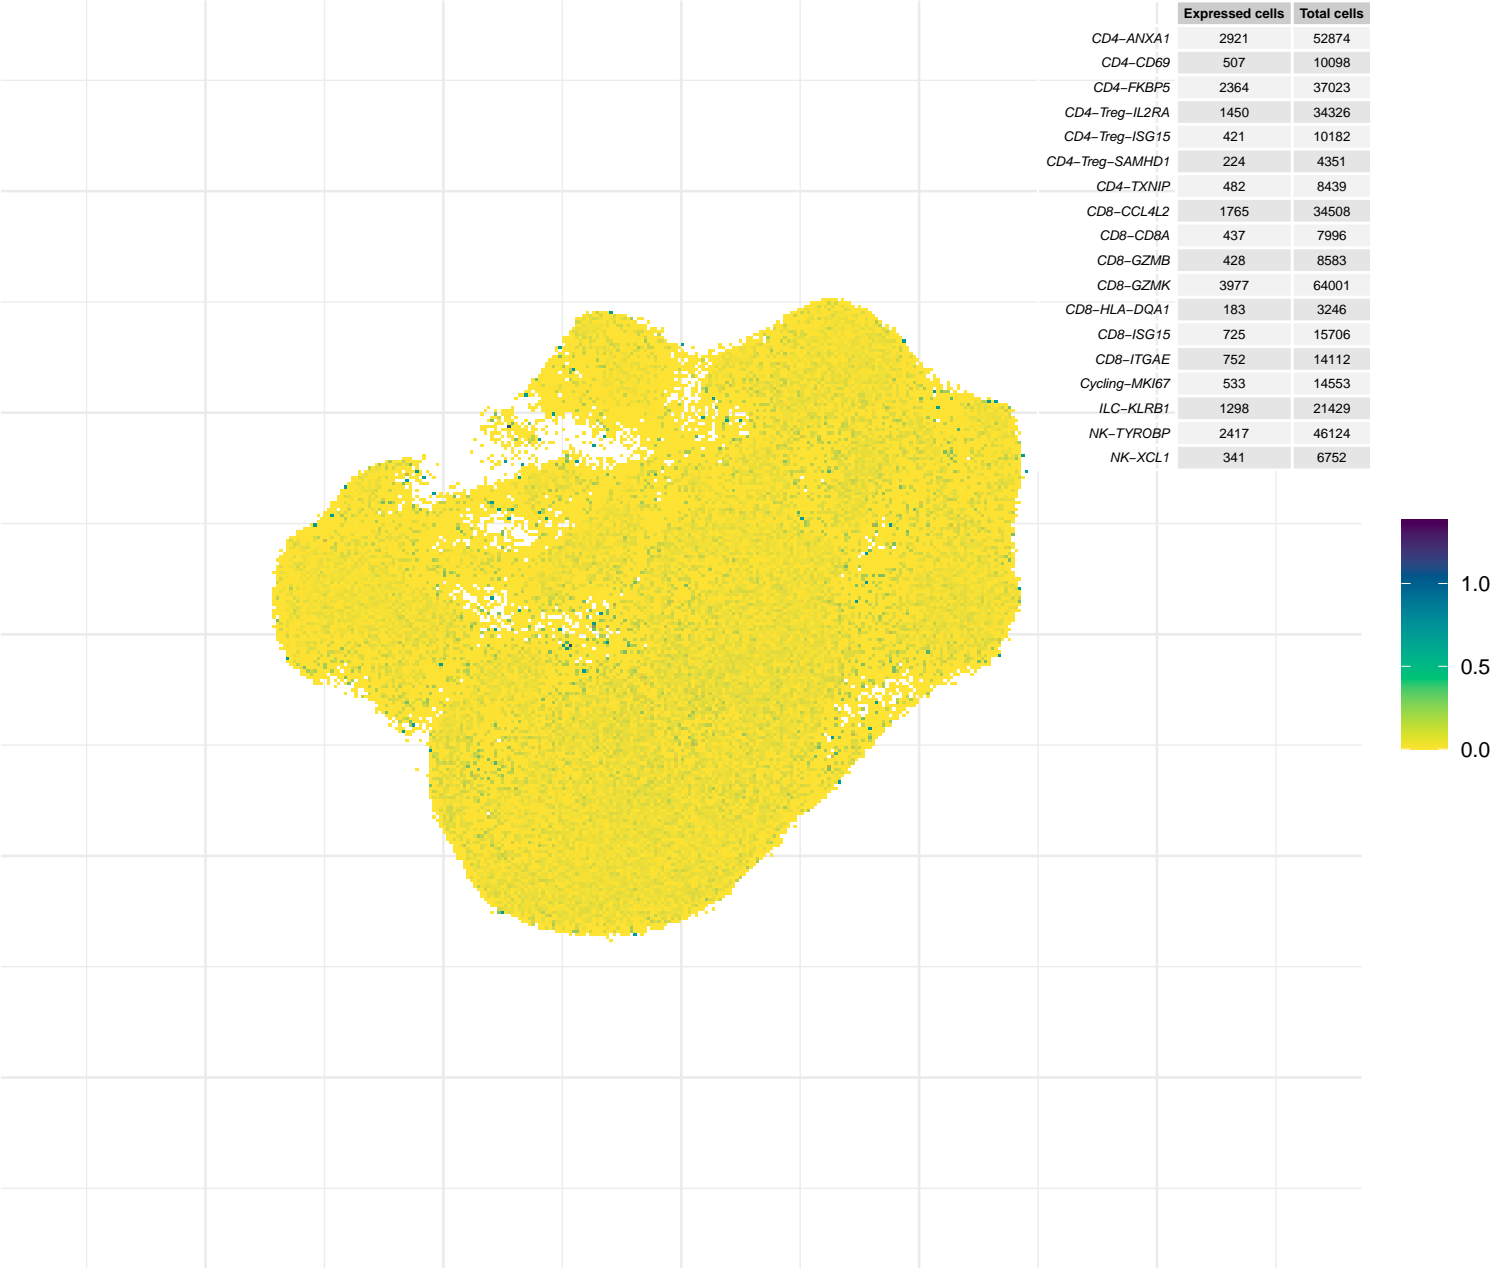 Expressed cells Total cells
CD4−ANXA1 2921 52874
CD4−CD69 507 10098
CD4−FKBP5 2364 37023
CD4−Treg−IL2RA 1450 34326
CD4−Treg−ISG15 421 10182
CD4−Treg−SAMHD1 224 4351
CD4−TXNIP 482 8439
CD8−CCL4L2 1765 34508
CD8−CD8A 437 7996
CD8−GZMB 428 8583
CD8−GZMK 3977 64001
CD8−HLA−DQA1 183 3246
CD8−ISG15 725 15706
CD8−ITGAE 752 14112
Cycling−MKI67 533 14553
ILC−KLRB1 1298 21429
NK−TYROBP 2417 46124
NK−XCL1 341 6752
1.0
0.5
0.0